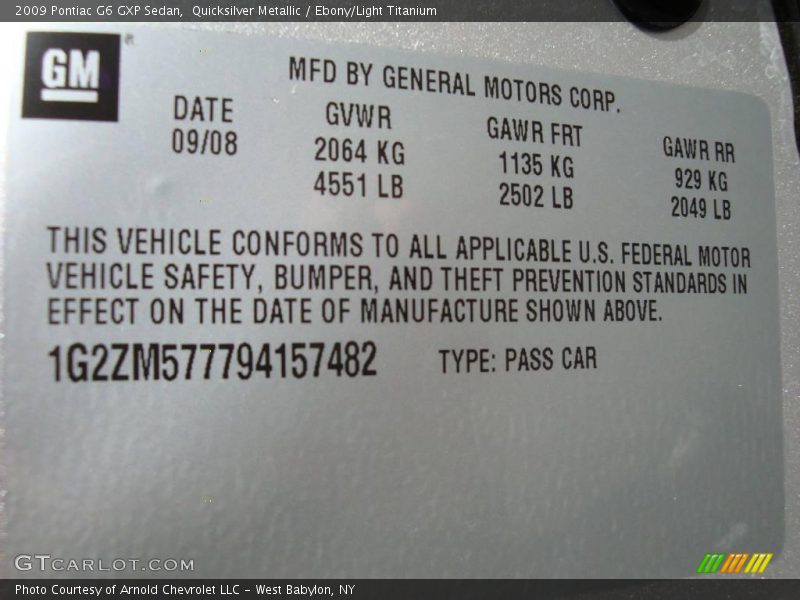 2009 Pontiac G6 GXP Sedan,  Quicksilver Metallic / Ebony/Light Titanium
GM
MFD BY GENERAL MOTORS CORP.
DATE GVWR GAWR FRT GAWR RR
09/08 2064 KG 1135 KG 929 KG
4551 LB 2502 LB 2049 LB
THIS VEHICLE CONFORMS TO ALL APPLICABLE U.S. FEDERAL MOTOR
VEHICLE SAFETY, BUMPER, AND THEFT PREVENTION STANDARDS IN
EFFECT ON THE DATE OF MANUFACTURE SHOWN ABOVE.
1G2ZM577794157482 TYPE: PASS CAR
GTCARLOT.COM
Photo Courtesy of Arnold Chevrolet LLC - West Babylon, NY